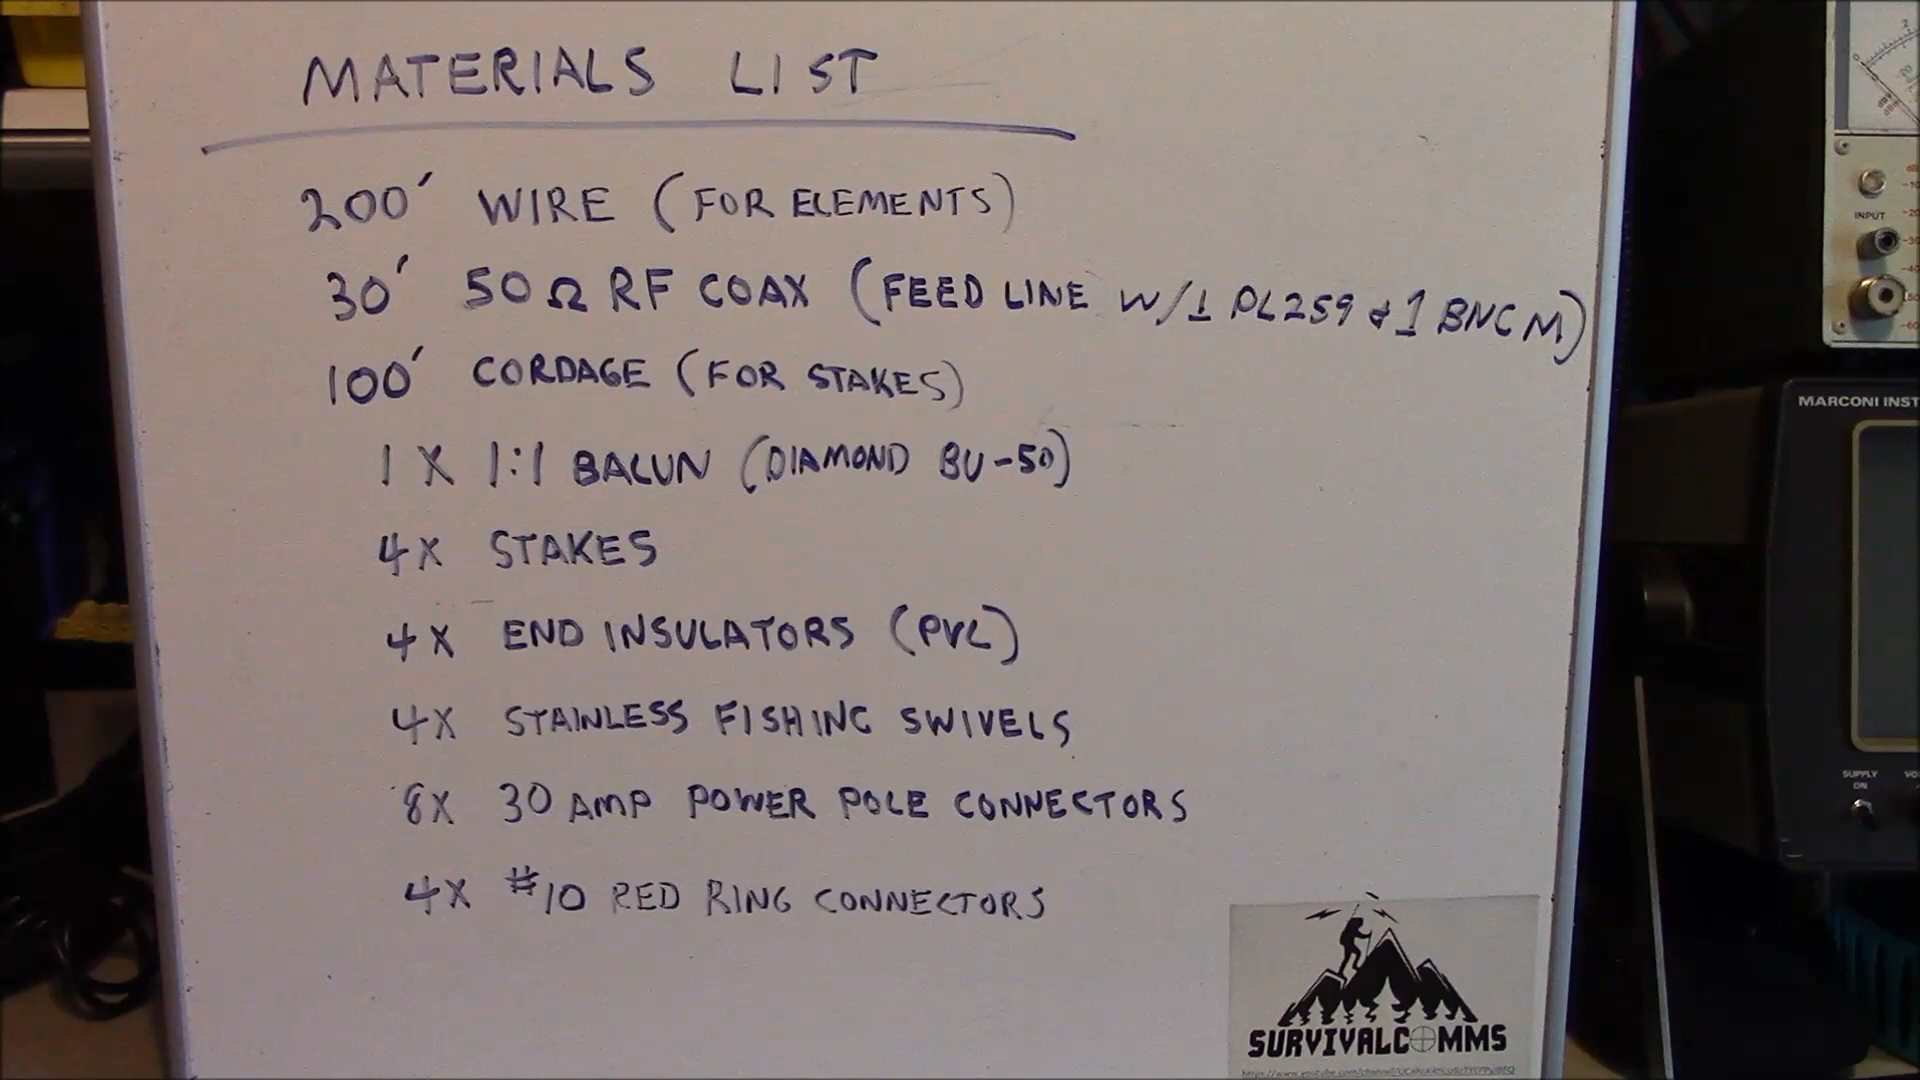 MATERIALS LIST
200' WIRE (FOR ELEMENTS)
30' 50Ω RF COAX (FEED LINE W/1 PL259 & 1 BNC M)
100' CORDAGE (FOR STAKES)
1 X 1:1 BALUN (DIAMOND BU-50)
4X STAKES
4X END INSULATORS (PVC)
4X STAINLESS FISHING SWIVELS
8X 30 AMP POWER POLE CONNECTORS
4X #10 RED RING CONNECTORS
SURVIVALCOMMS
INPUT
MARCONI INST
SUPPLY
ON